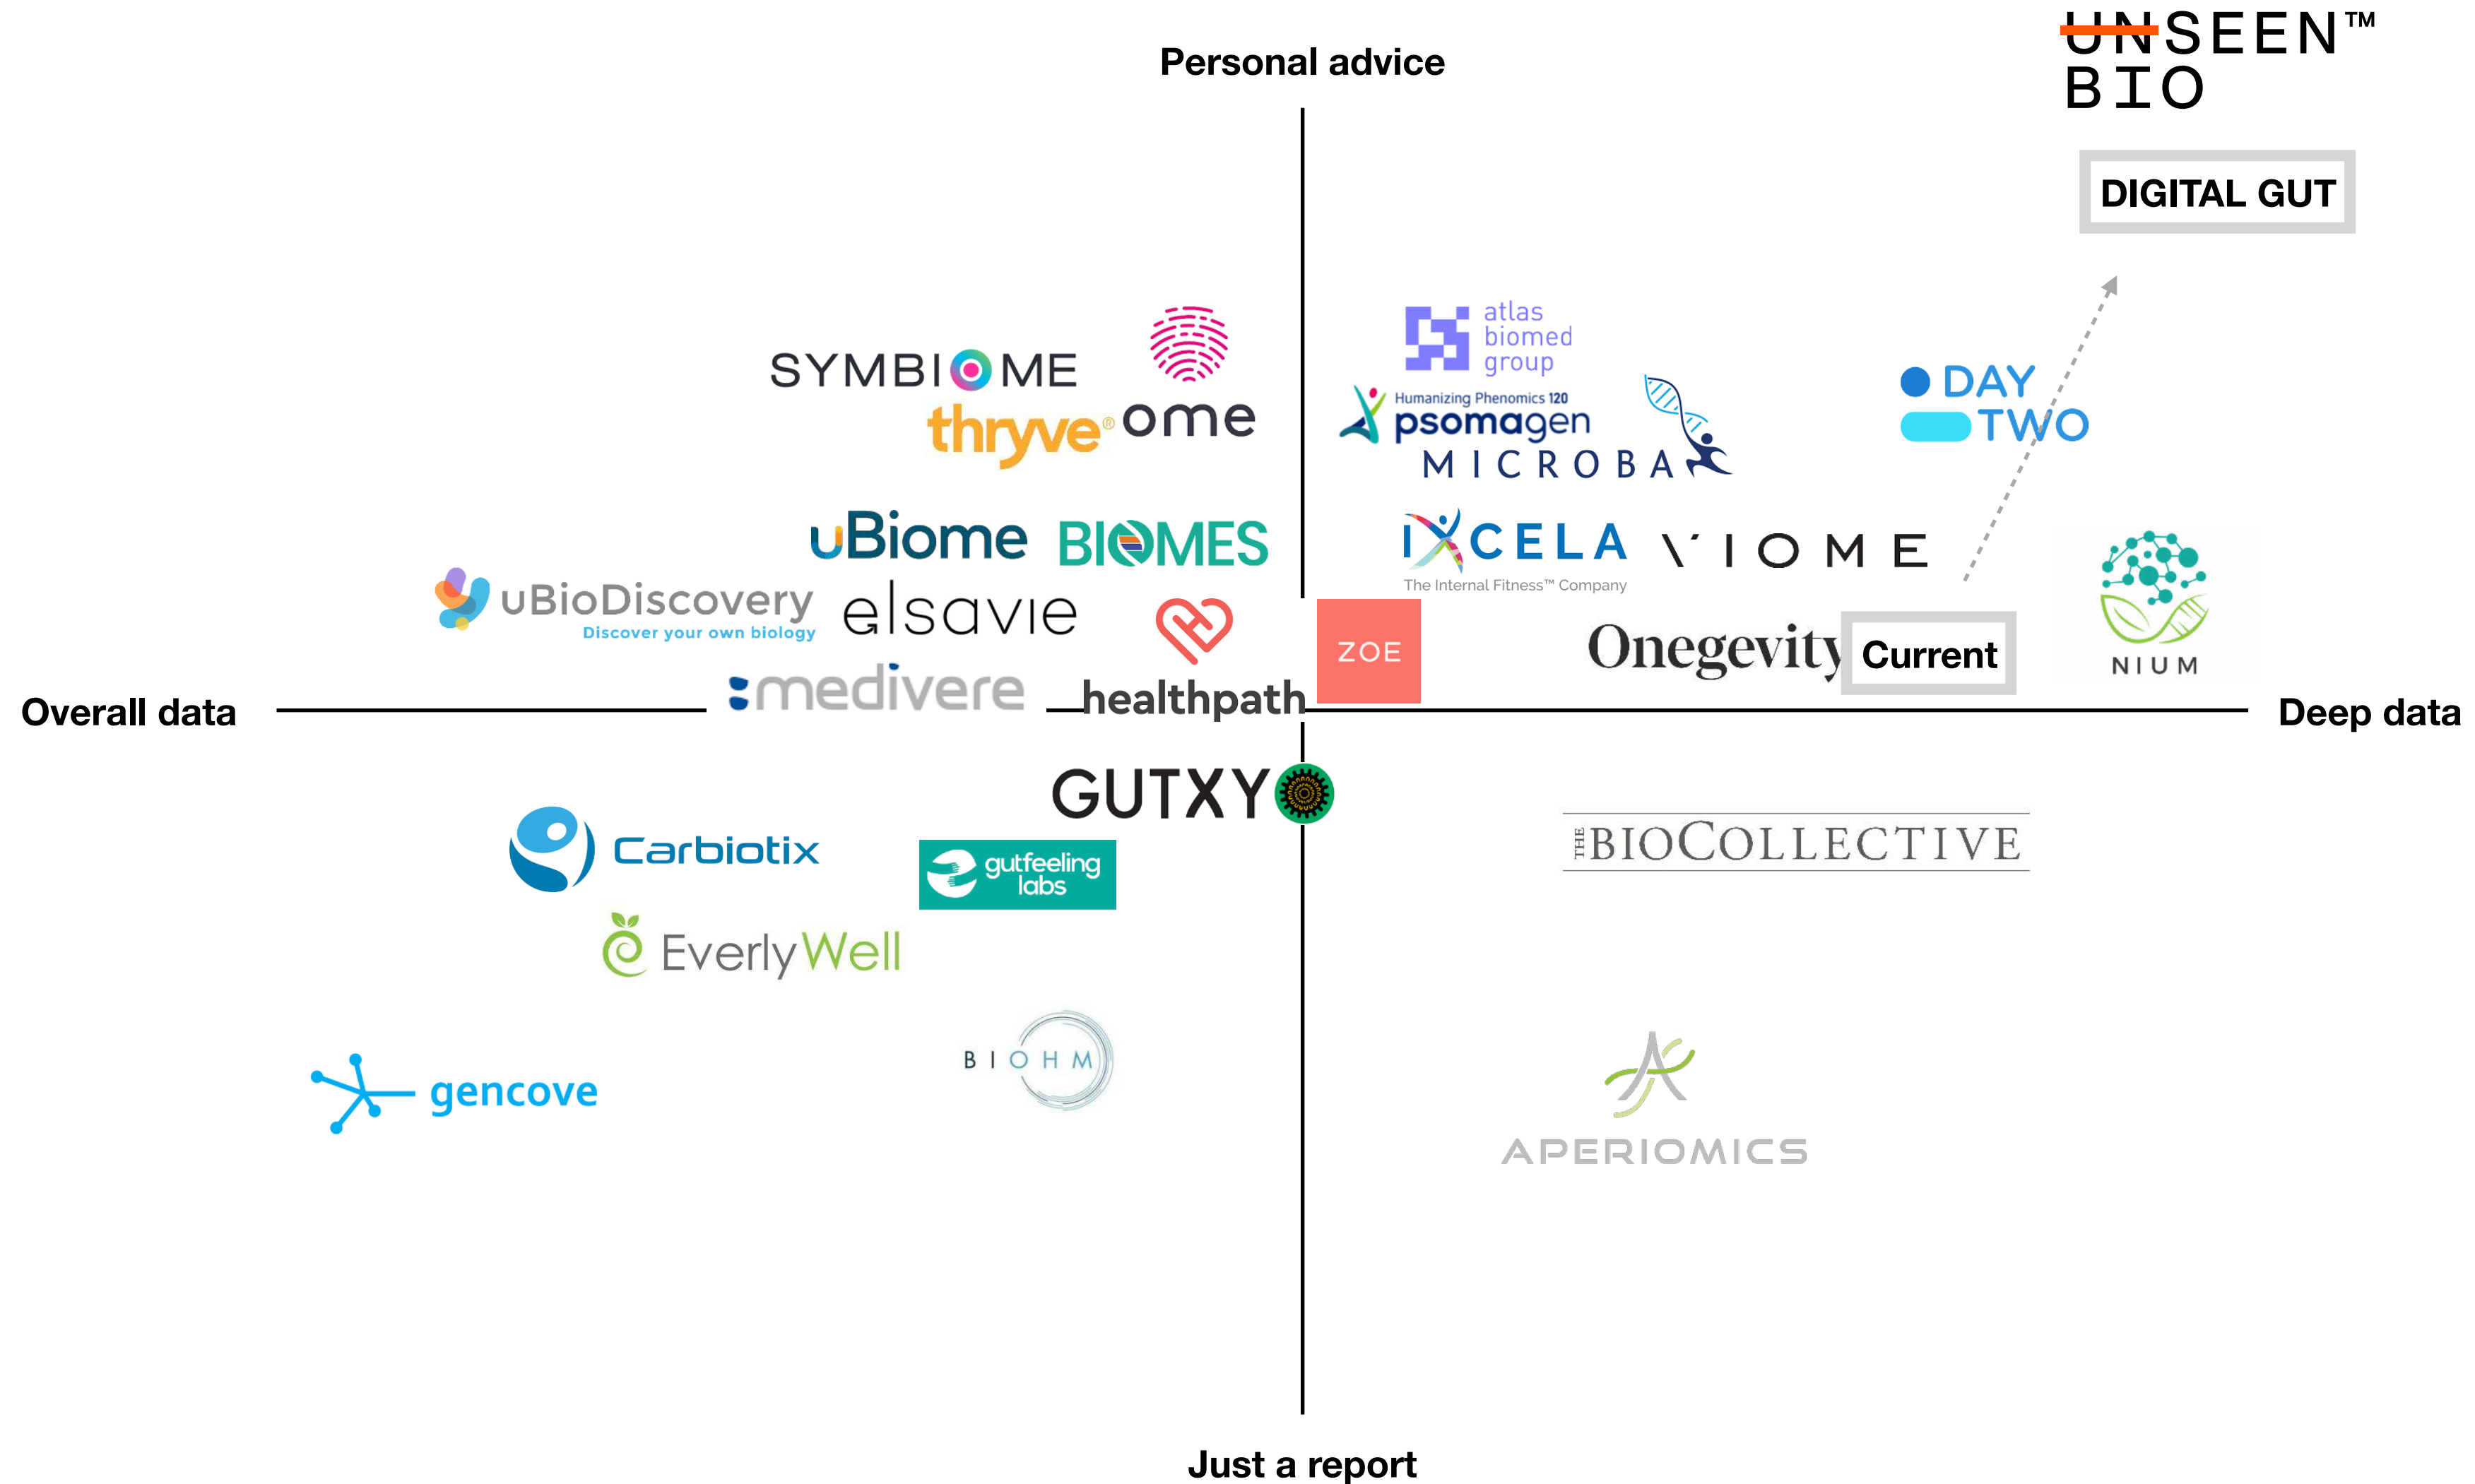 UNSEEN™
BIO
Personal advice
DIGITAL GUT
atlas
biomed
group
SYMBIOME
thryve®
ome
Humanizing Phenomics 120
psomagen
MICROBA
DAY
TWO
uBiome
BIOMES
IXCELA
The Internal Fitness™ Company
VIOME
uBioDiscovery
Discover your own biology
elsavie
ZOE
Onegevity
Current
NIUM
medivere
healthpath
Overall data
Deep data
GUTXY
Carbiotix
gutfeeling
labs
THE BIOCOLLECTIVE
EverlyWell
BIOHM
gencove
APERIOMICS
Just a report